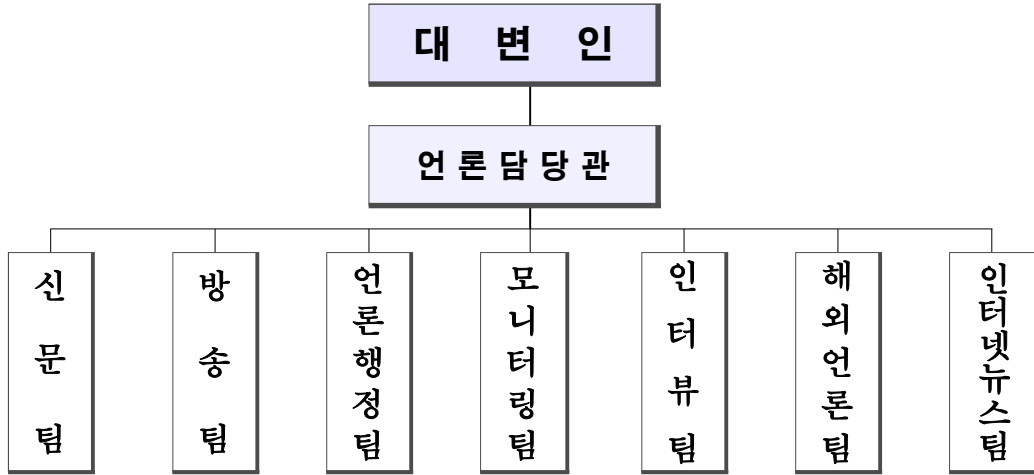 대 변 인
언론담당관
신문팀
방송팀
언론행정팀
모니터링팀
인터뷰팀
해외언론팀
인터넷뉴스팀